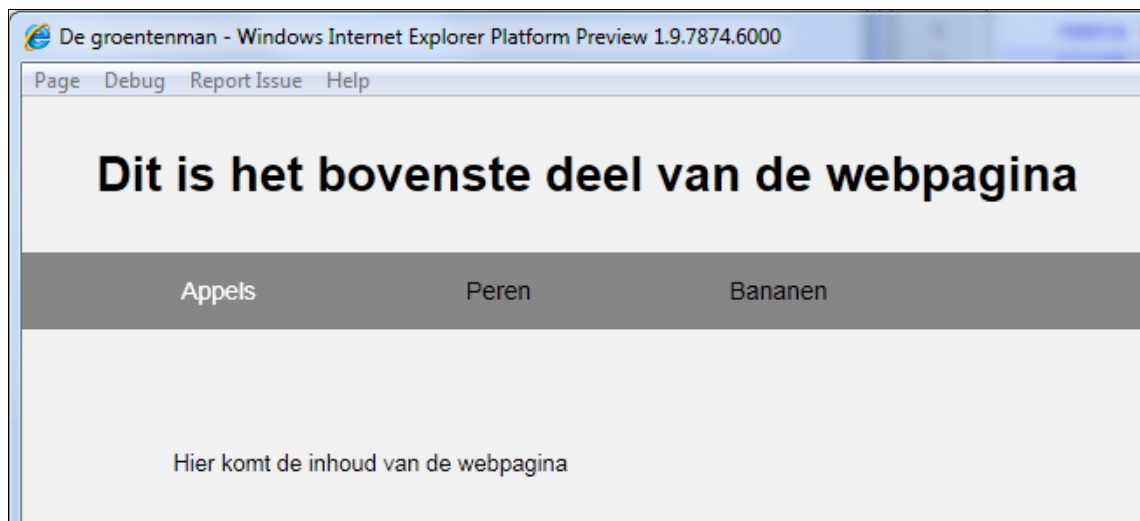 De groentenman - Windows Internet Explorer Platform Preview 1.9.7874.6000
Page Debug Report Issue Help
Dit is het bovenste deel van de webpagina
Appels Peren Bananen
Hier komt de inhoud van de webpagina